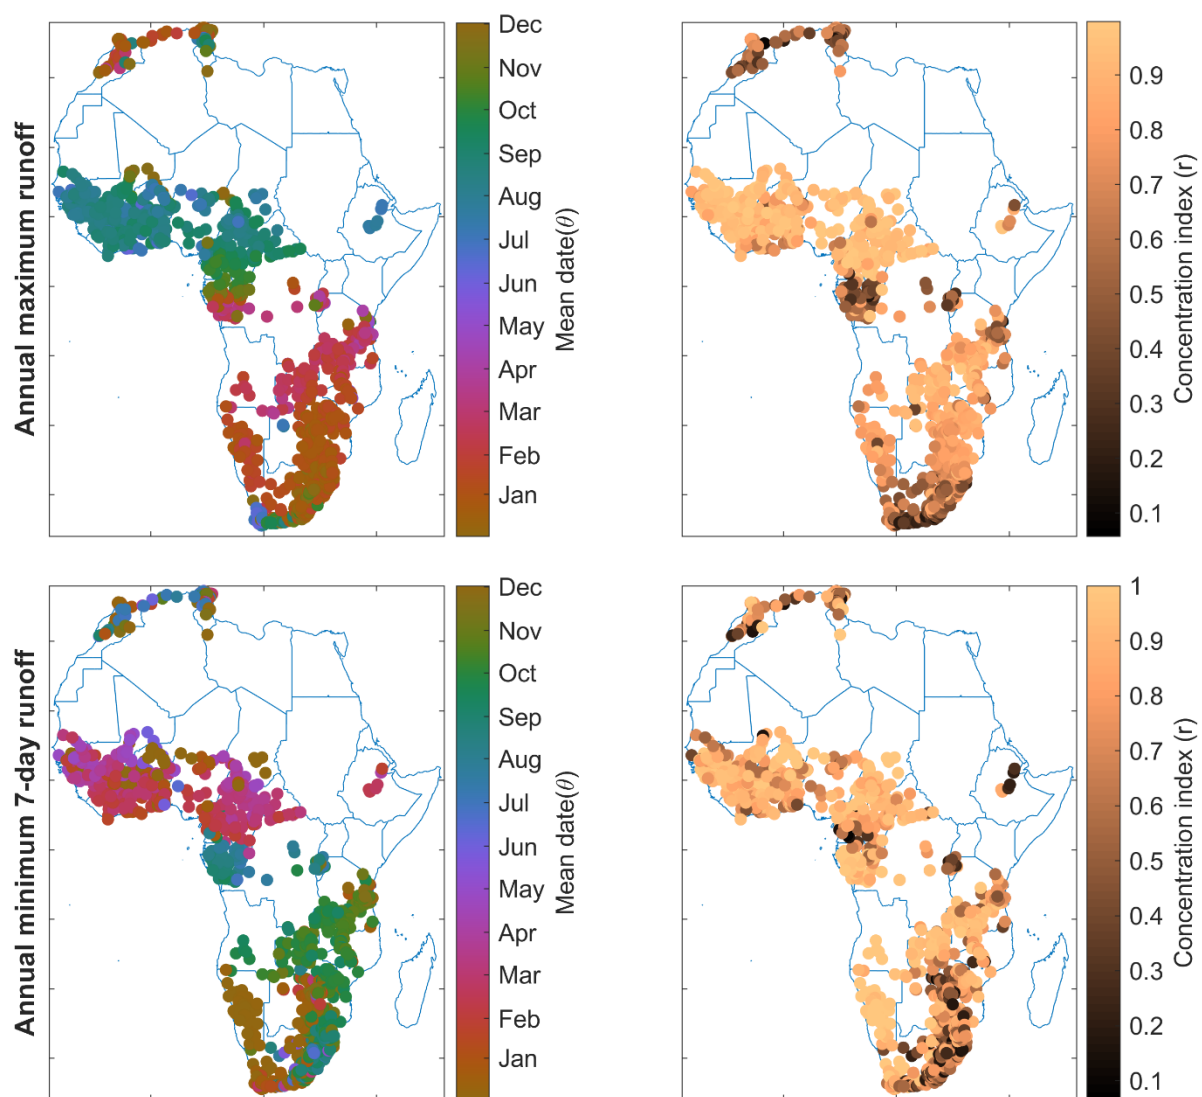 Annual maximum runoff
Dec
Nov
Oct
Sep
Aug
Jul
Jun
May
Apr
Mar
Feb
Jan
Mean date(θ)
0.9
0.8
0.7
0.6
0.5
0.4
0.3
0.2
0.1
Concentration index (r)
Annual minimum 7-day runoff
Dec
Nov
Oct
Sep
Aug
Jul
Jun
May
Apr
Mar
Feb
Jan
Mean date(θ)
1
0.9
0.8
0.7
0.6
0.5
0.4
0.3
0.2
0.1
Concentration index (r)